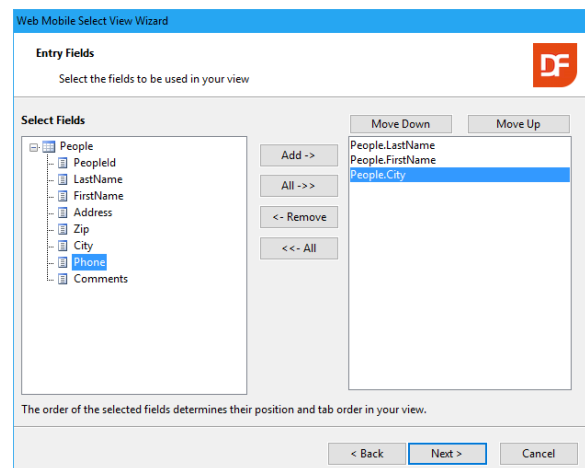 Web Mobile Select View Wizard
Entry Fields
Select the fields to be used in your view
DF
Select Fields
Move Down
Move Up
People
PeopleId
LastName
FirstName
Address
Zip
City
Phone
Comments
Add ->
All ->>
<- Remove
<<- All
People.LastName
People.FirstName
People.City
The order of the selected fields determines their position and tab order in your view.
< Back
Next >
Cancel